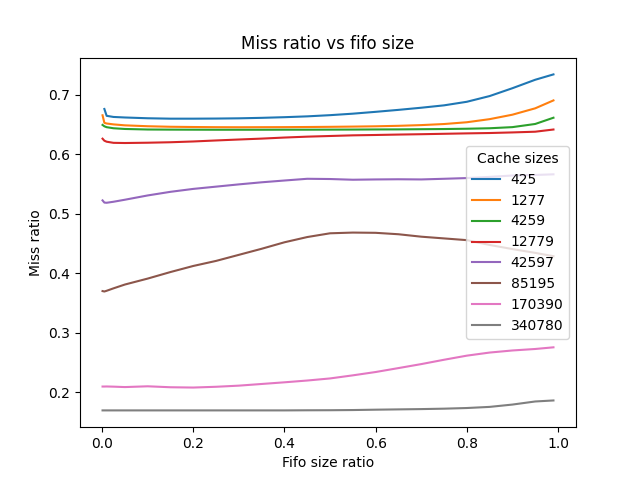 Miss ratio vs fifo size
Miss ratio
0.7
0.6
0.5
0.4
0.3
0.2
Cache sizes
425
1277
4259
12779
42597
85195
170390
340780
0.0 0.2 0.4 0.6 0.8 1.0
Fifo size ratio